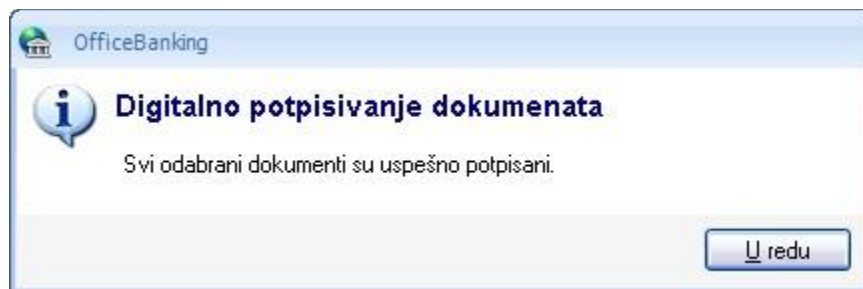 OfficeBanking
Digitalno potpisivanje dokumenata
Svi odabrani dokumenti su uspešno potpisani.
U redu